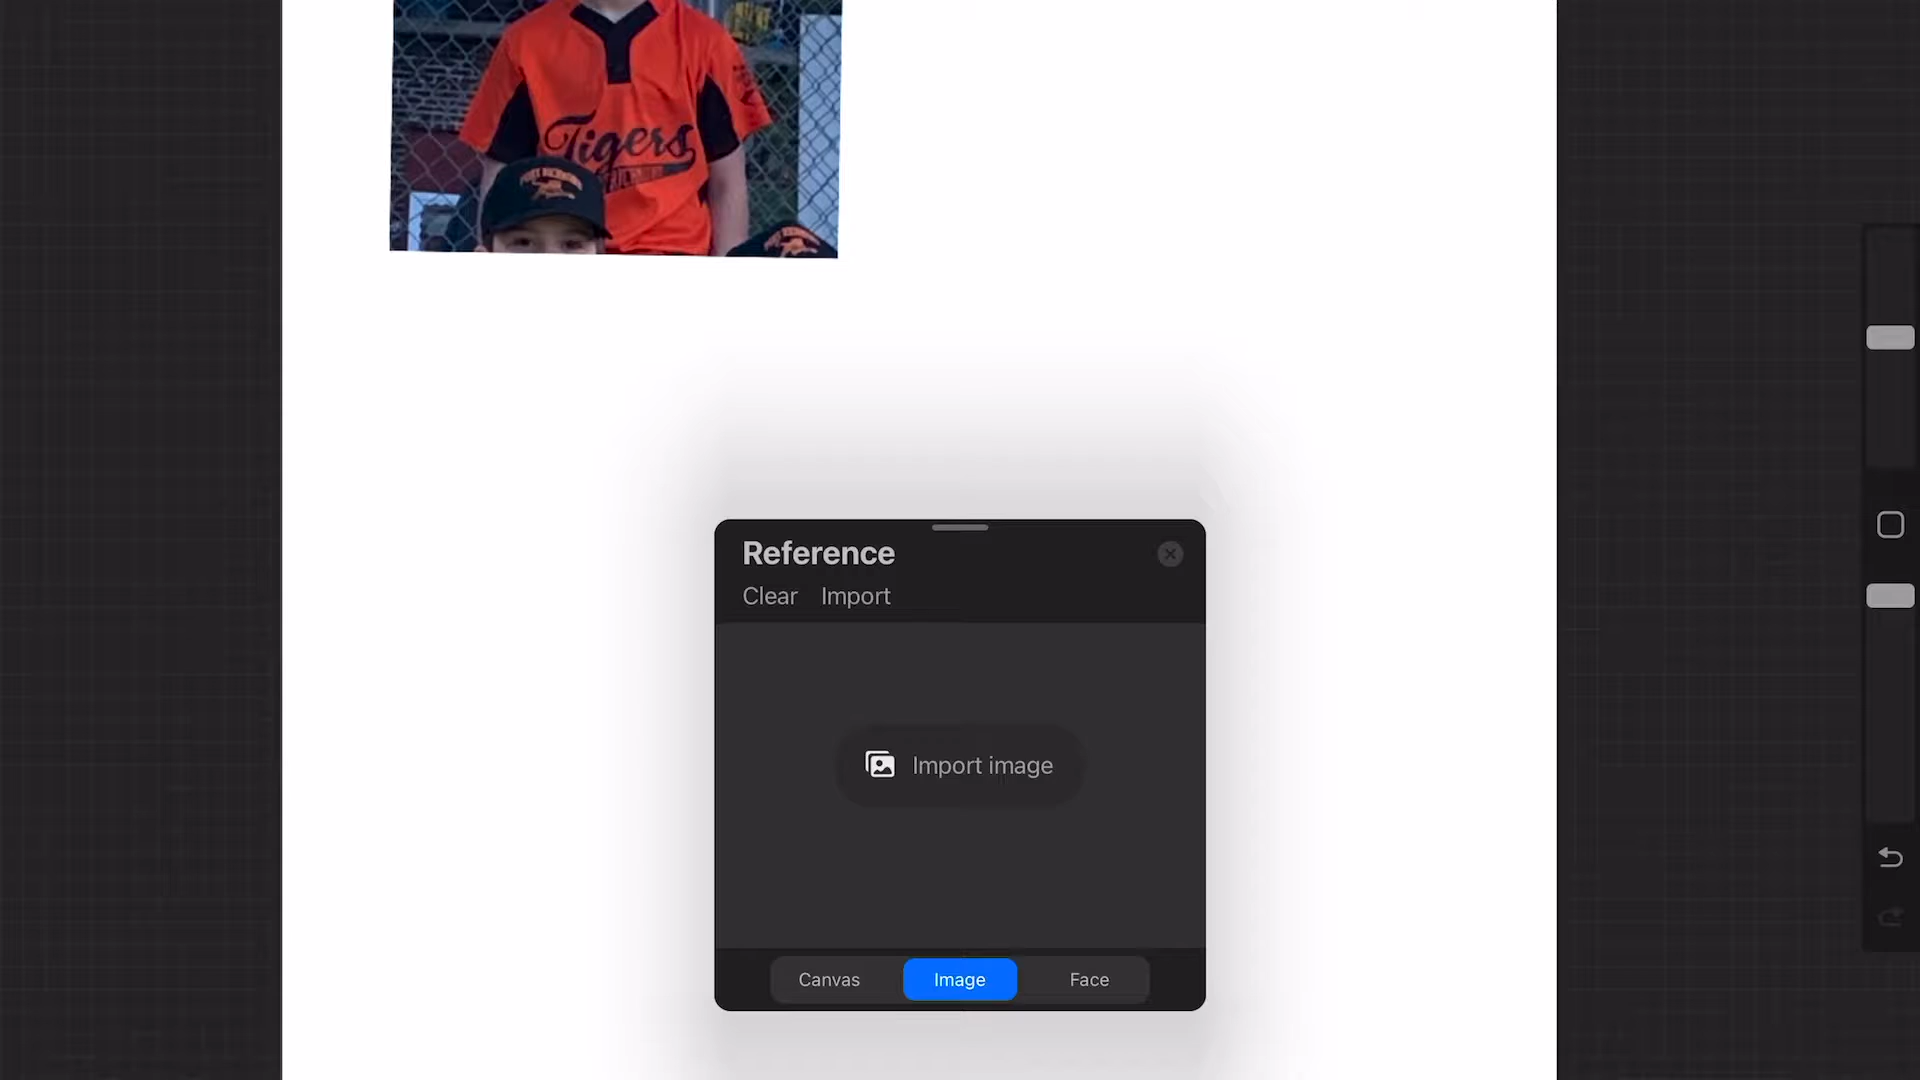 Tigers
Reference
Clear Import
Import image
Canvas Image Face